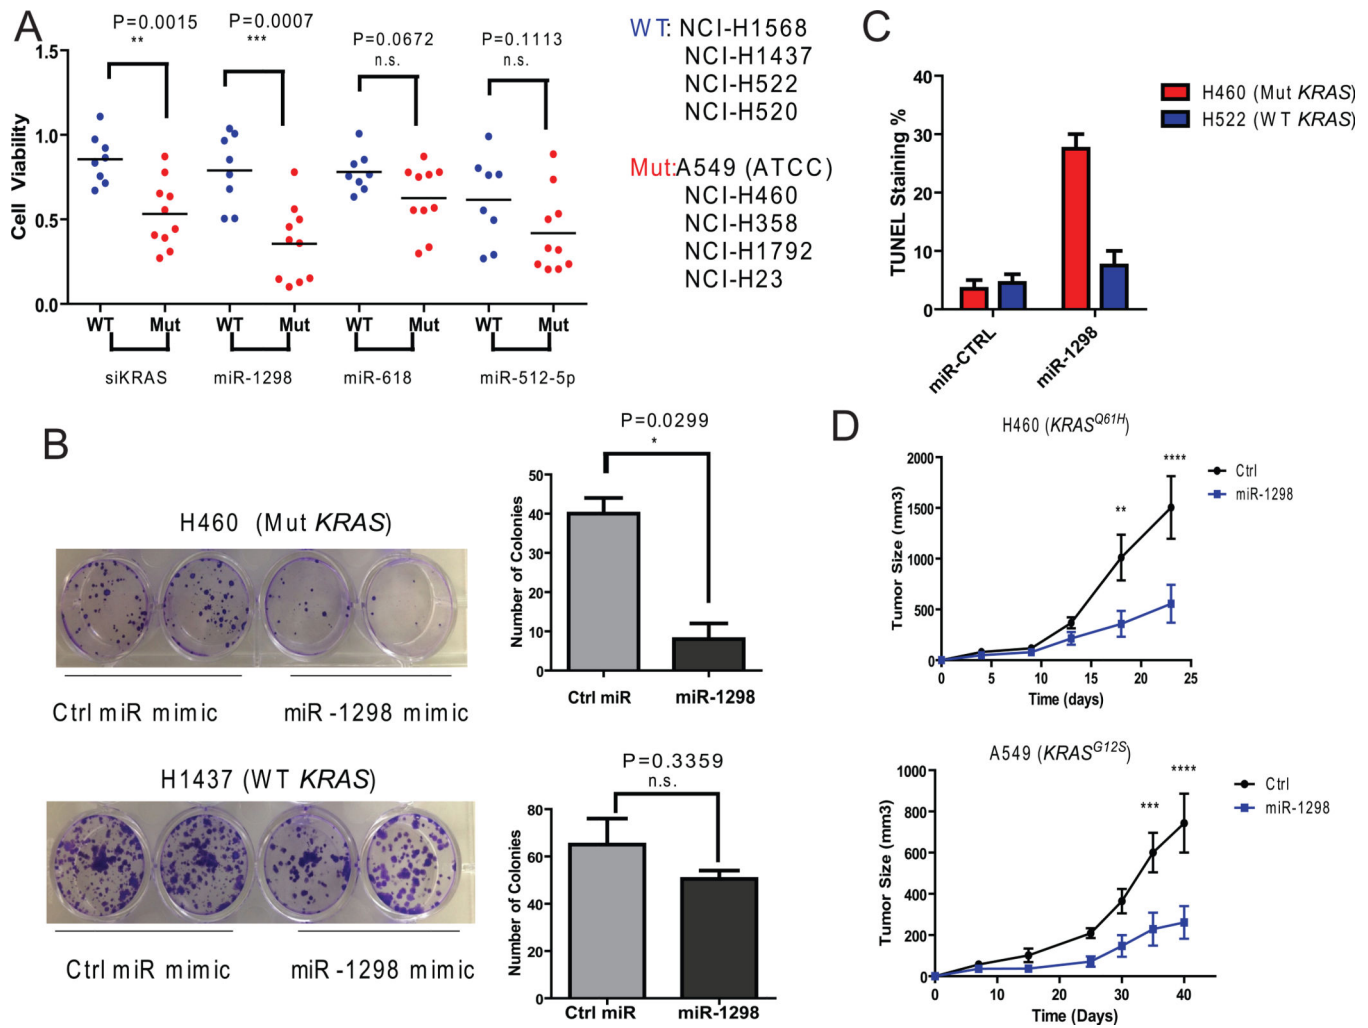 A
P=0.0015
**
P=0.0007
***
P=0.0672
n.s.
P=0.1113
n.s.
Cell Viability
1.5
1.0
0.5
0.0
WT Mut WT Mut WT Mut WT Mut
siKRAS miR-1298 miR-618 miR-512-5p
WT: NCI-H1568
NCI-H1437
NCI-H522
NCI-H520
Mut:A549 (ATCC)
NCI-H460
NCI-H358
NCI-H1792
NCI-H23
C
TUNEL Staining %
40
30
20
10
0
miR-CTRL miR-1298
H460 (Mut KRAS)
H522 (WT KRAS)
B
H460 (Mut KRAS)
Ctrl miR mimic miR-1298 mimic
P=0.0299
*
Number of Colonies
50
40
30
20
10
0
Ctrl miR miR-1298
H1437 (WT KRAS)
Ctrl miR mimic miR-1298 mimic
P=0.3359
n.s.
Number of Colonies
80
60
40
20
0
Ctrl miR miR-1298
D
H460 (KRAS^Q61H)
Tumor Size (mm3)
2000
1500
1000
500
0
0 5 10 15 20 25
Time (days)
**
****
Ctrl
miR-1298
A549 (KRAS^G12S)
Tumor Size (mm3)
1000
800
600
400
200
0
0 10 20 30 40
Time (Days)
***
****
Ctrl
miR-1298